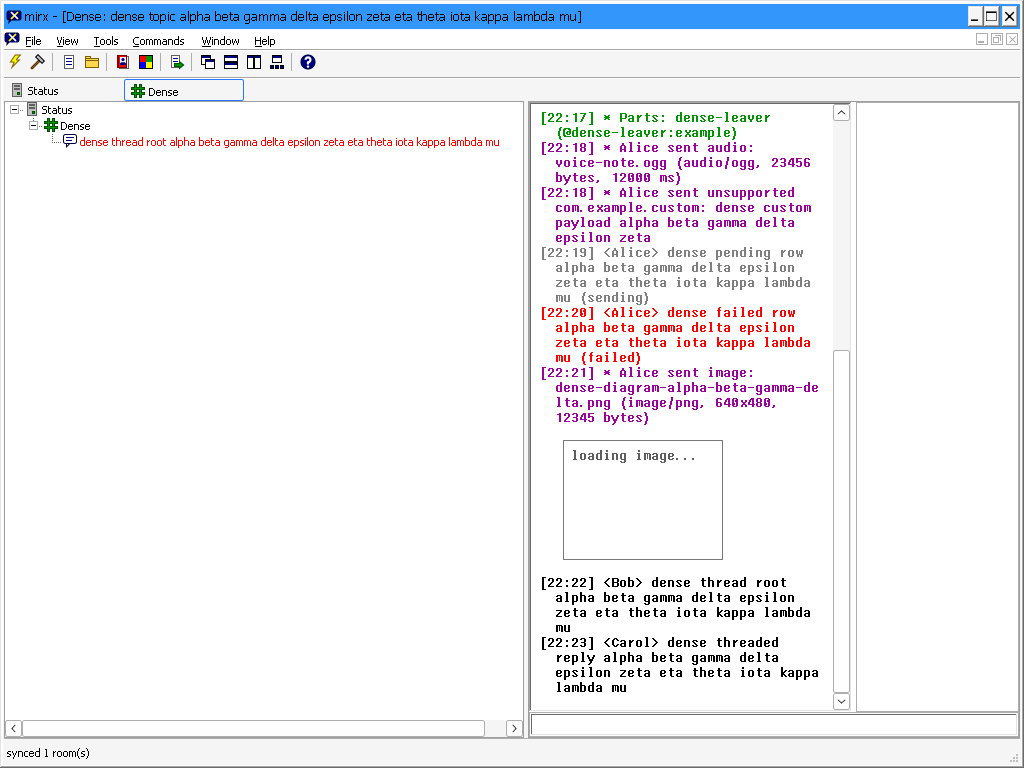 mirx - [Dense: dense topic alpha beta gamma delta epsilon zeta eta theta iota kappa lambda mu]
File View Tools Commands Window Help
Status Dense
Status
Dense
dense thread root alpha beta gamma delta epsilon zeta eta theta iota kappa lambda mu
[22:17] * Parts: dense-leaver
(@dense-leaver:example)
[22:18] * Alice sent audio:
voice-note.ogg (audio/ogg, 23456
bytes, 12000 ms)
[22:18] * Alice sent unsupported
com.example.custom: dense custom
payload alpha beta gamma delta
epsilon zeta
[22:19] <Alice> dense pending row
alpha beta gamma delta epsilon
zeta eta theta iota kappa lambda
mu (sending)
[22:20] <Alice> dense failed row
alpha beta gamma delta epsilon
zeta eta theta iota kappa lambda
mu (failed)
[22:21] * Alice sent image:
dense-diagram-alpha-beta-gamma-de
lta.png (image/png, 640x480,
12345 bytes)
loading image...
[22:22] <Bob> dense thread root
alpha beta gamma delta epsilon
zeta eta theta iota kappa lambda
mu
[22:23] <Carol> dense threaded
reply alpha beta gamma delta
epsilon zeta eta theta iota kappa
lambda mu
synced 1 room(s)